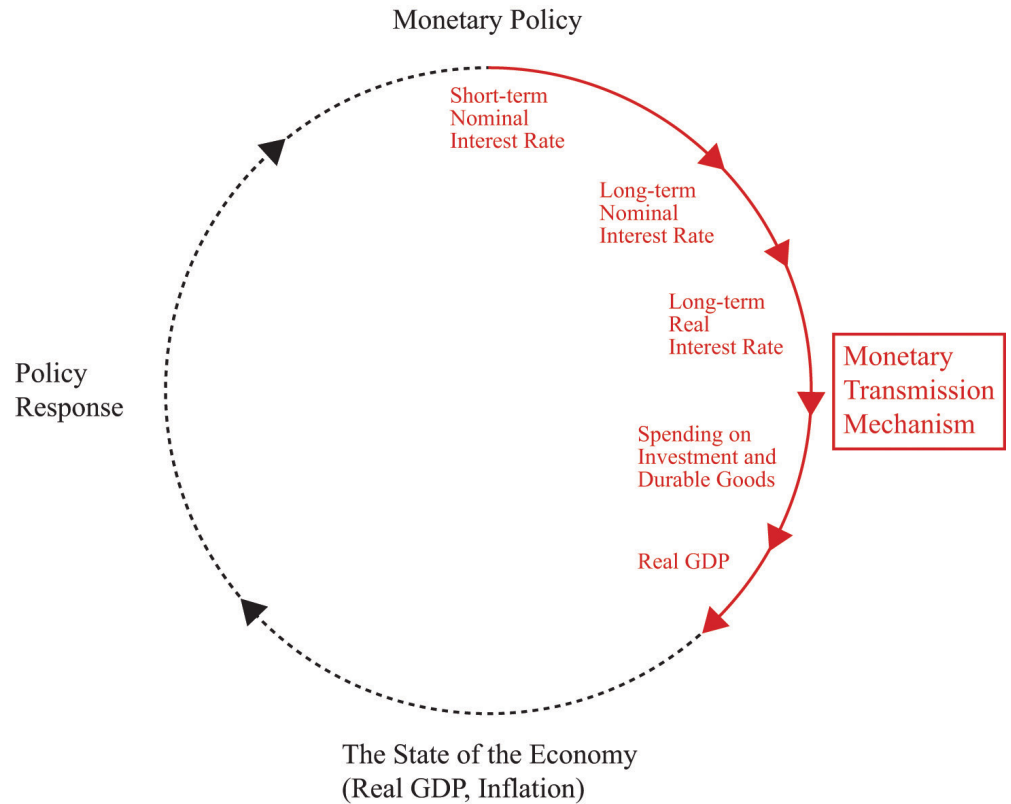 Monetary Policy
Short-term
Nominal
Interest Rate
Long-term
Nominal
Interest Rate
Long-term
Real
Interest Rate
Monetary
Transmission
Mechanism
Policy
Response
Spending on
Investment and
Durable Goods
Real GDP
The State of the Economy
(Real GDP, Inflation)